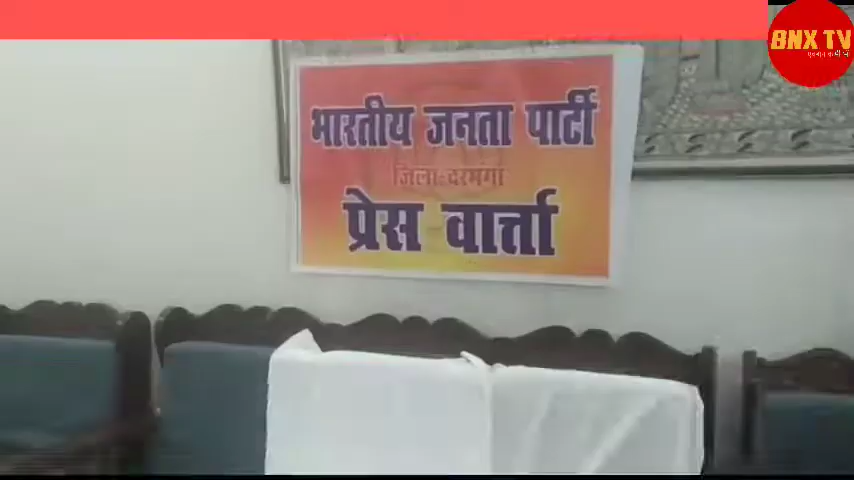 BNX TV
भारतीय जनता पार्टी
जिला-दरभंगा
प्रेस वार्त्ता